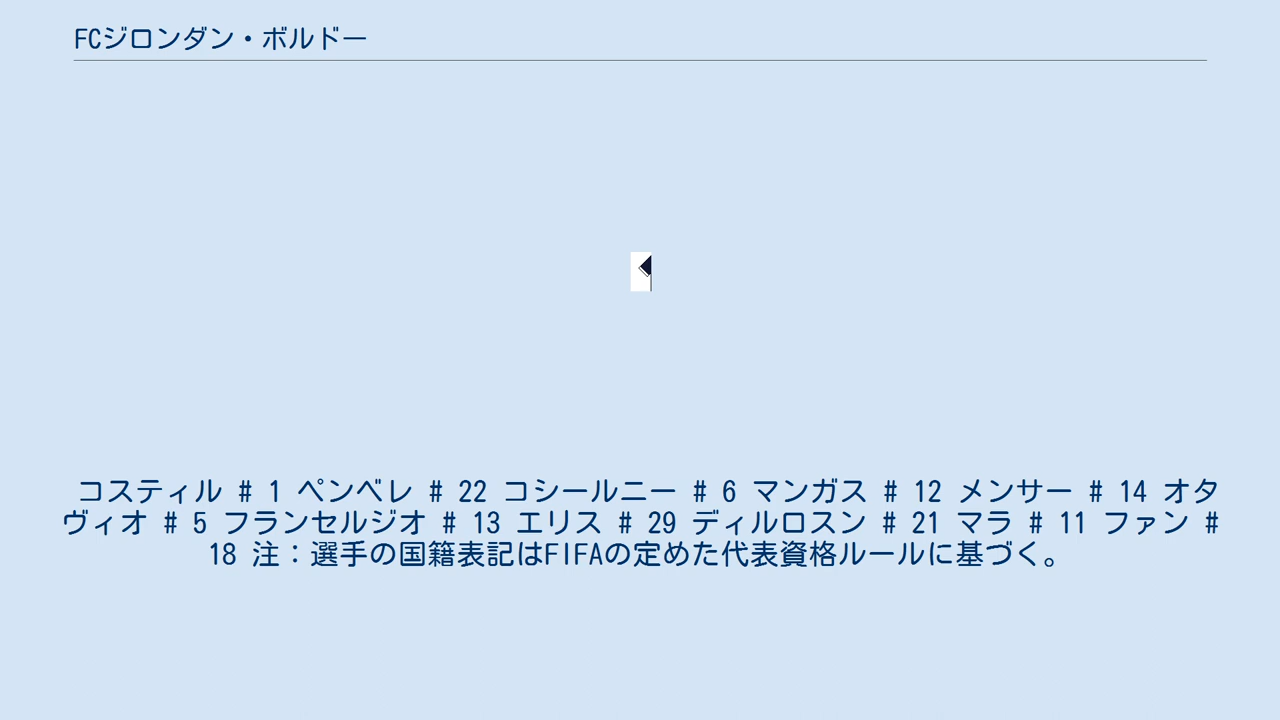 FCジロンダン・ボルドー
コスティル # 1 ペンベレ # 22 コシールニー # 6 マンガス # 12 メンサー # 14 オタ
ヴィオ # 5 フランセルジオ # 13 エリス # 29 ディルロスン # 21 マラ # 11 ファン #
18 注：選手の国籍表記はFIFAの定めた代表資格ルールに基づく。